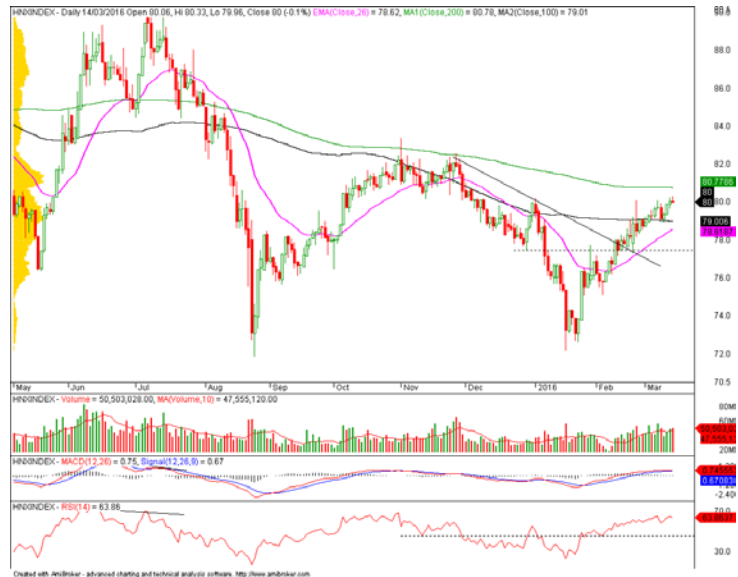 HNXINDEX - Daily 14/03/2016 Open 80.06, Hi 80.33, Lo 79.96, Close 80 (-0.1%) EMA(Close,26) = 78.62, MA1(Close,200) = 80.78, MA2(Close,100) = 79.01
88.0
86.0
84.0
82.0
80.7786
80
80
80.0
79.006
78.0
76.0
74.0
72.0
70.5
May Jun Jul Aug Sep Oct Nov Dec 2016 Feb Mar
HNXINDEX - Volume = 50,503,028.00, MA(Volume,10) = 47,555,120.00
20M
HNXINDEX - MACD(12,26) = 0.75, Signal(12,26,9) = 0.67
HNXINDEX - RSI(14) = 63.86
70.0
30.0
Created with AmiBroker - advanced charting and technical analysis software. http://www.amibroker.com